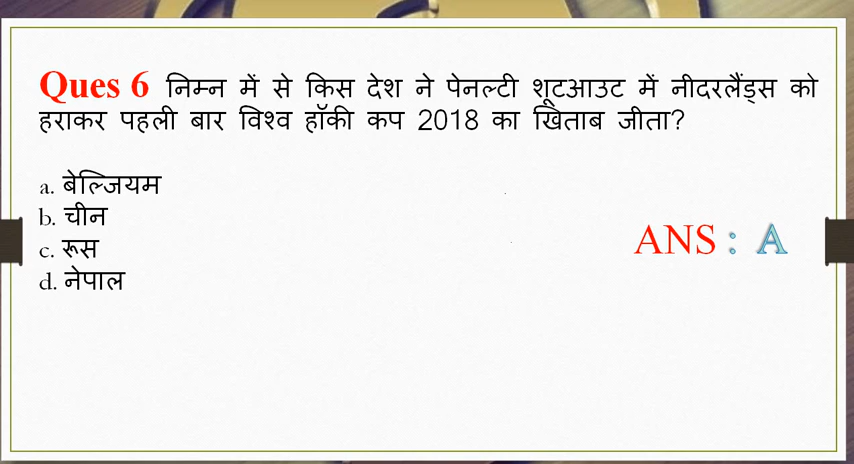 Ques 6 निम्न में से किस देश ने पेनल्टी शूटआउट में नीदरलैंड्स को
हराकर पहली बार विश्व हॉकी कप 2018 का खिताब जीता?
a. बेल्जियम
b. चीन
c. रूस
d. नेपाल
ANS : A